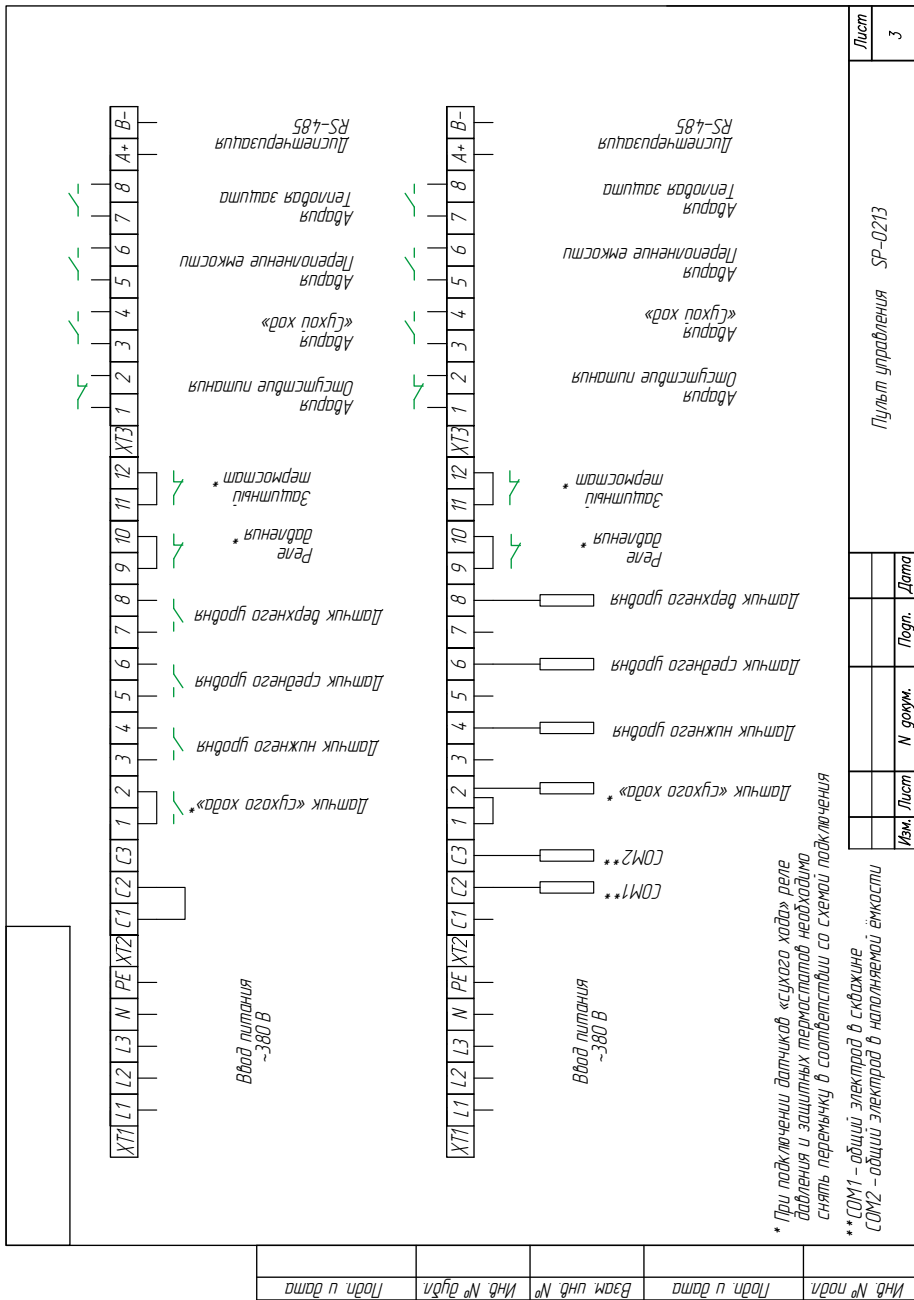 XT1 L1 L2 L3 N PE XT2 C1 C2 C3 1 2 3 4 5 6 7 8 9 10 11 12 XT3 1 2 3 4 5 6 7 8 A+ B-
Ввод питания
~380 В
Датчик «сухого хода» *
Датчик нижнего уровня
Датчик среднего уровня
Датчик верхнего уровня
Реле
давления *
Защитный
термостат *
Авария
Отсутствие питания
Авария
«Сухой ход»
Авария
Переполнение емкости
Авария
Тепловая защита
Диспетчеризация
RS-485
XT1 L1 L2 L3 N PE XT2 C1 C2 C3 1 2 3 4 5 6 7 8 9 10 11 12 XT3 1 2 3 4 5 6 7 8 A+ B-
Ввод питания
~380 В
COM1**
COM2**
Датчик «сухого хода» *
Датчик нижнего уровня
Датчик среднего уровня
Датчик верхнего уровня
Реле
давления *
Защитный
термостат *
Авария
Отсутствие питания
Авария
«Сухой ход»
Авария
Переполнение емкости
Авария
Тепловая защита
Диспетчеризация
RS-485
* При подключении датчиков «сухого хода» реле
давления и защитных термостатов необходимо
снять перемычку в соответствии со схемой подключения
** COM1 - общий электрод в скважине
COM2 - общий электрод в наполняемой ёмкости
Изм. Лист N докум. Подп. Дата
Пульт управления SP-0213
Лист
3
Инв. № подл
Подп. и дата
Взам. инв. №
Инв. № дубл.
Подп. и дата